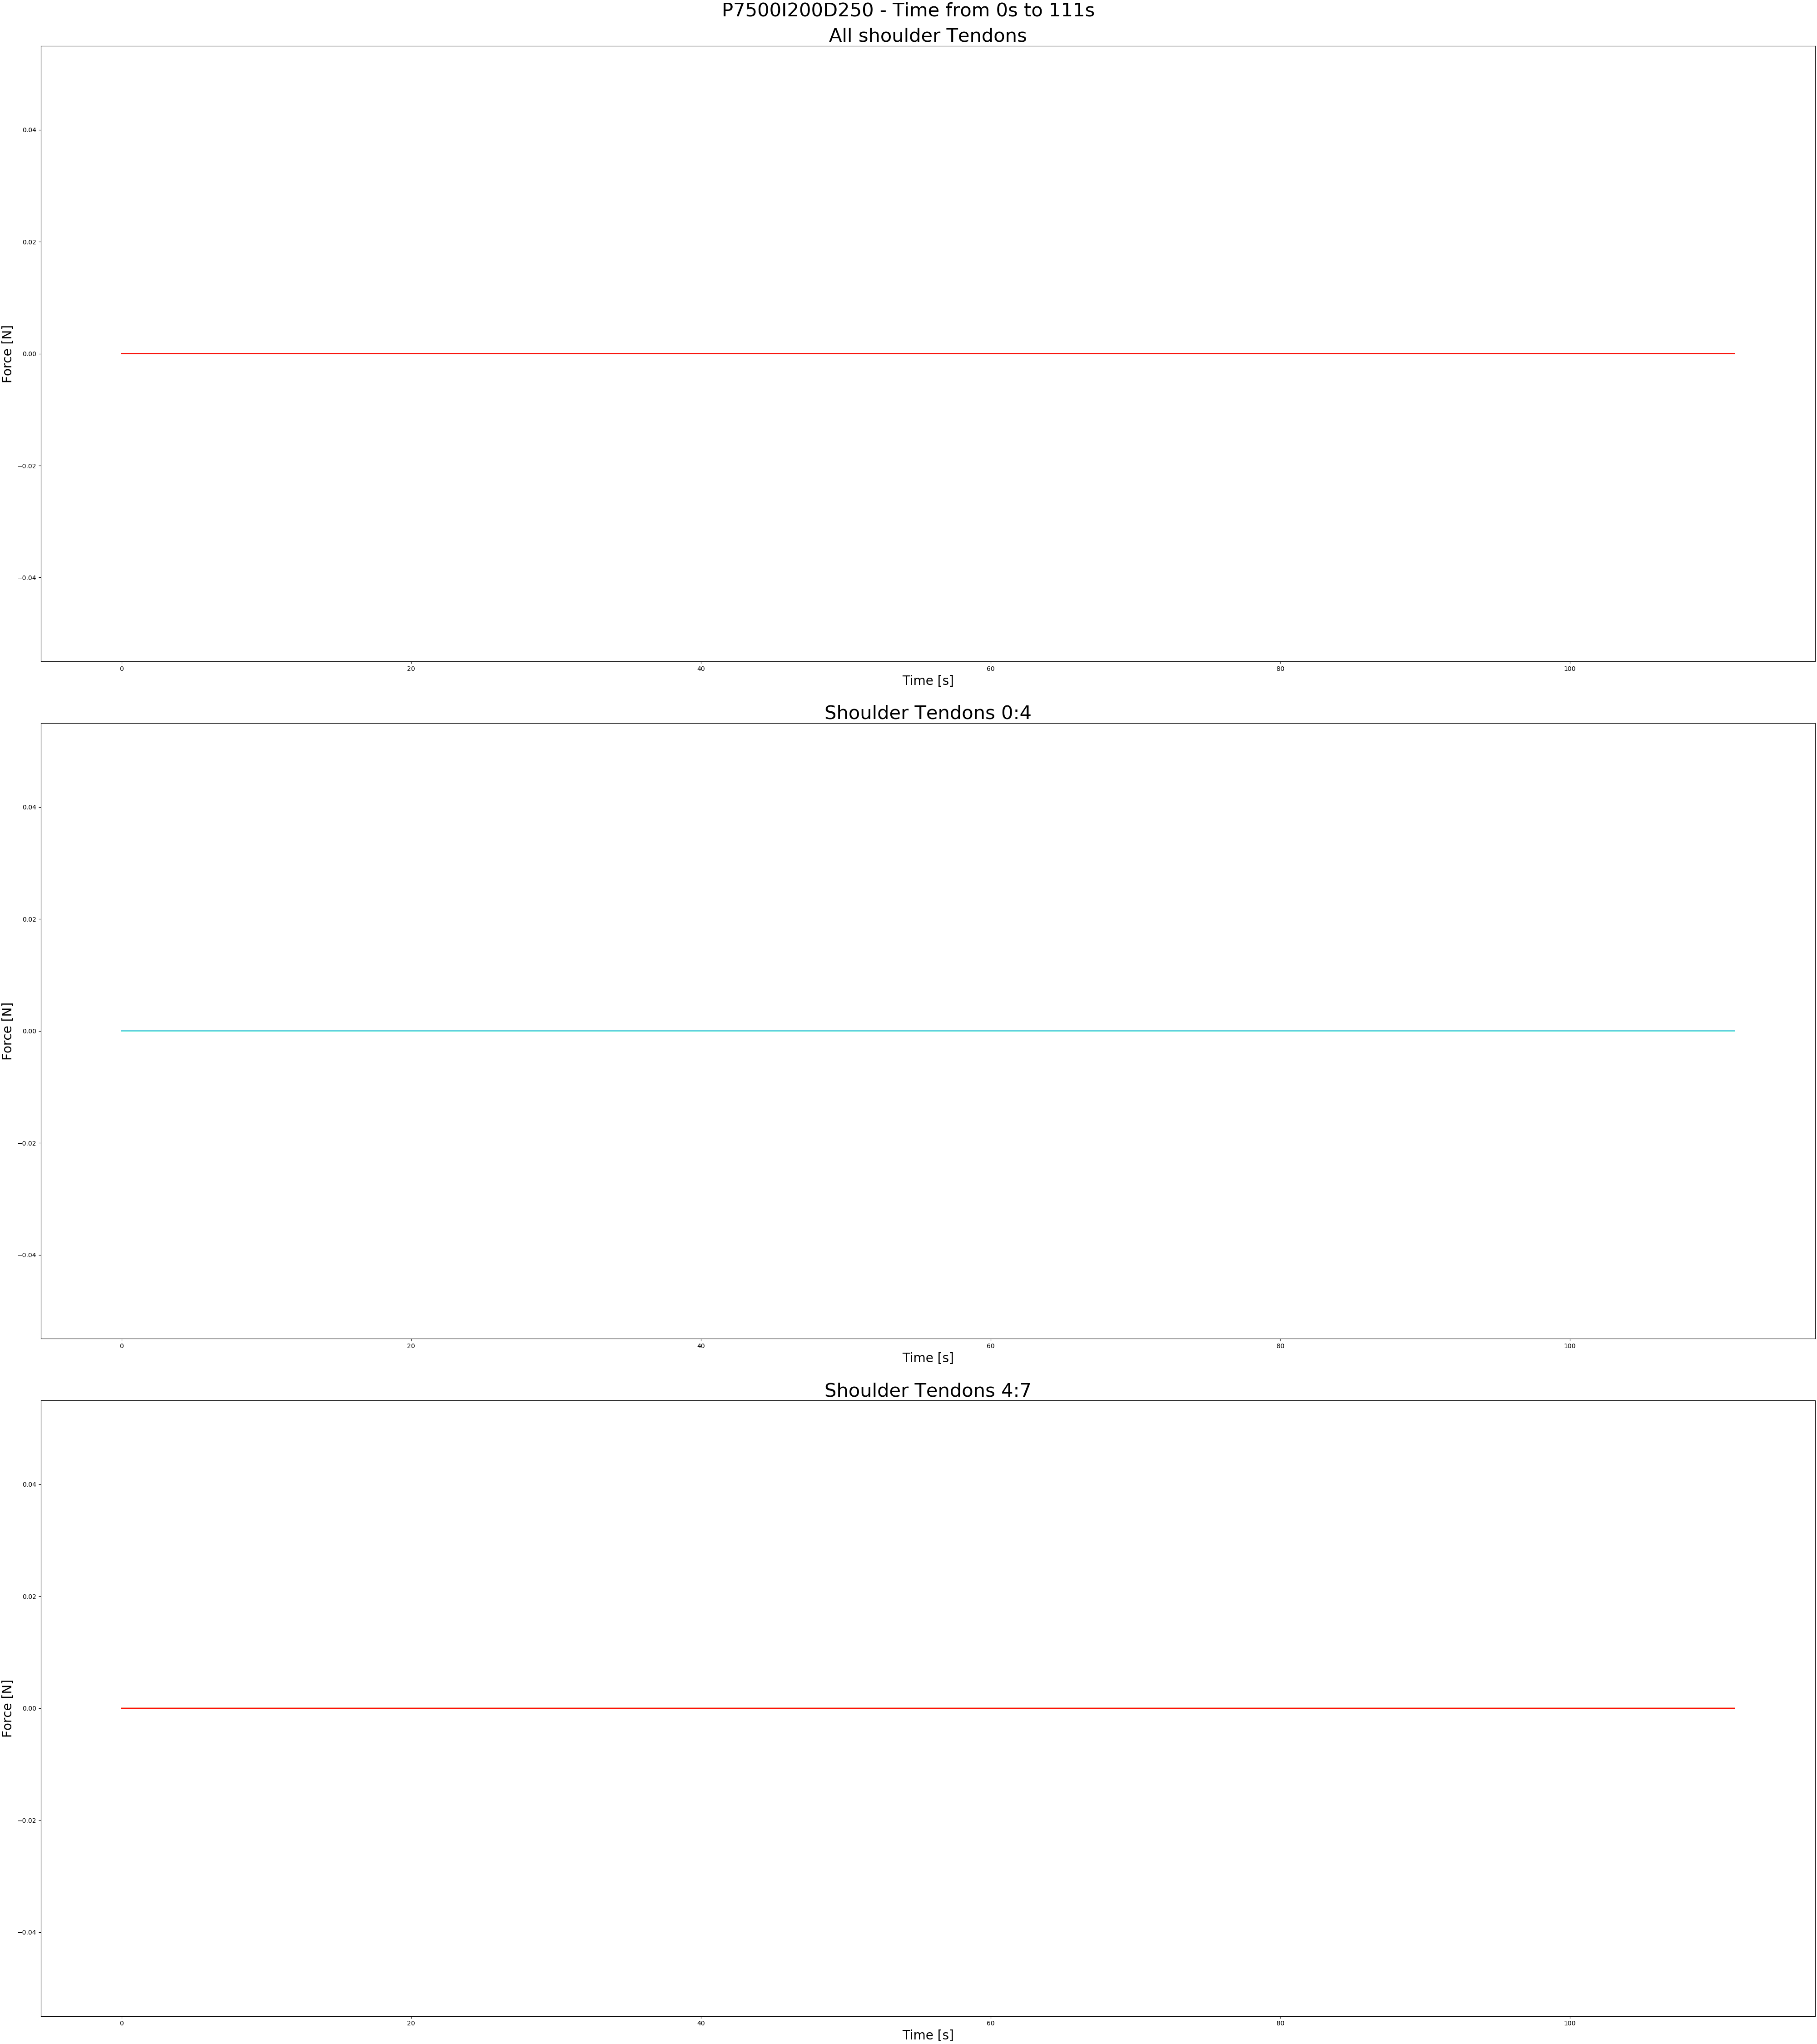 P7500I200D250 - Time from 0s to 111s
All shoulder Tendons
0.04
0.02
0.00
−0.02
−0.04
Force [N]
0 20 40 60 80 100
Time [s]
Shoulder Tendons 0:4
0.04
0.02
0.00
−0.02
−0.04
Force [N]
0 20 40 60 80 100
Time [s]
Shoulder Tendons 4:7
0.04
0.02
0.00
−0.02
−0.04
Force [N]
0 20 40 60 80 100
Time [s]